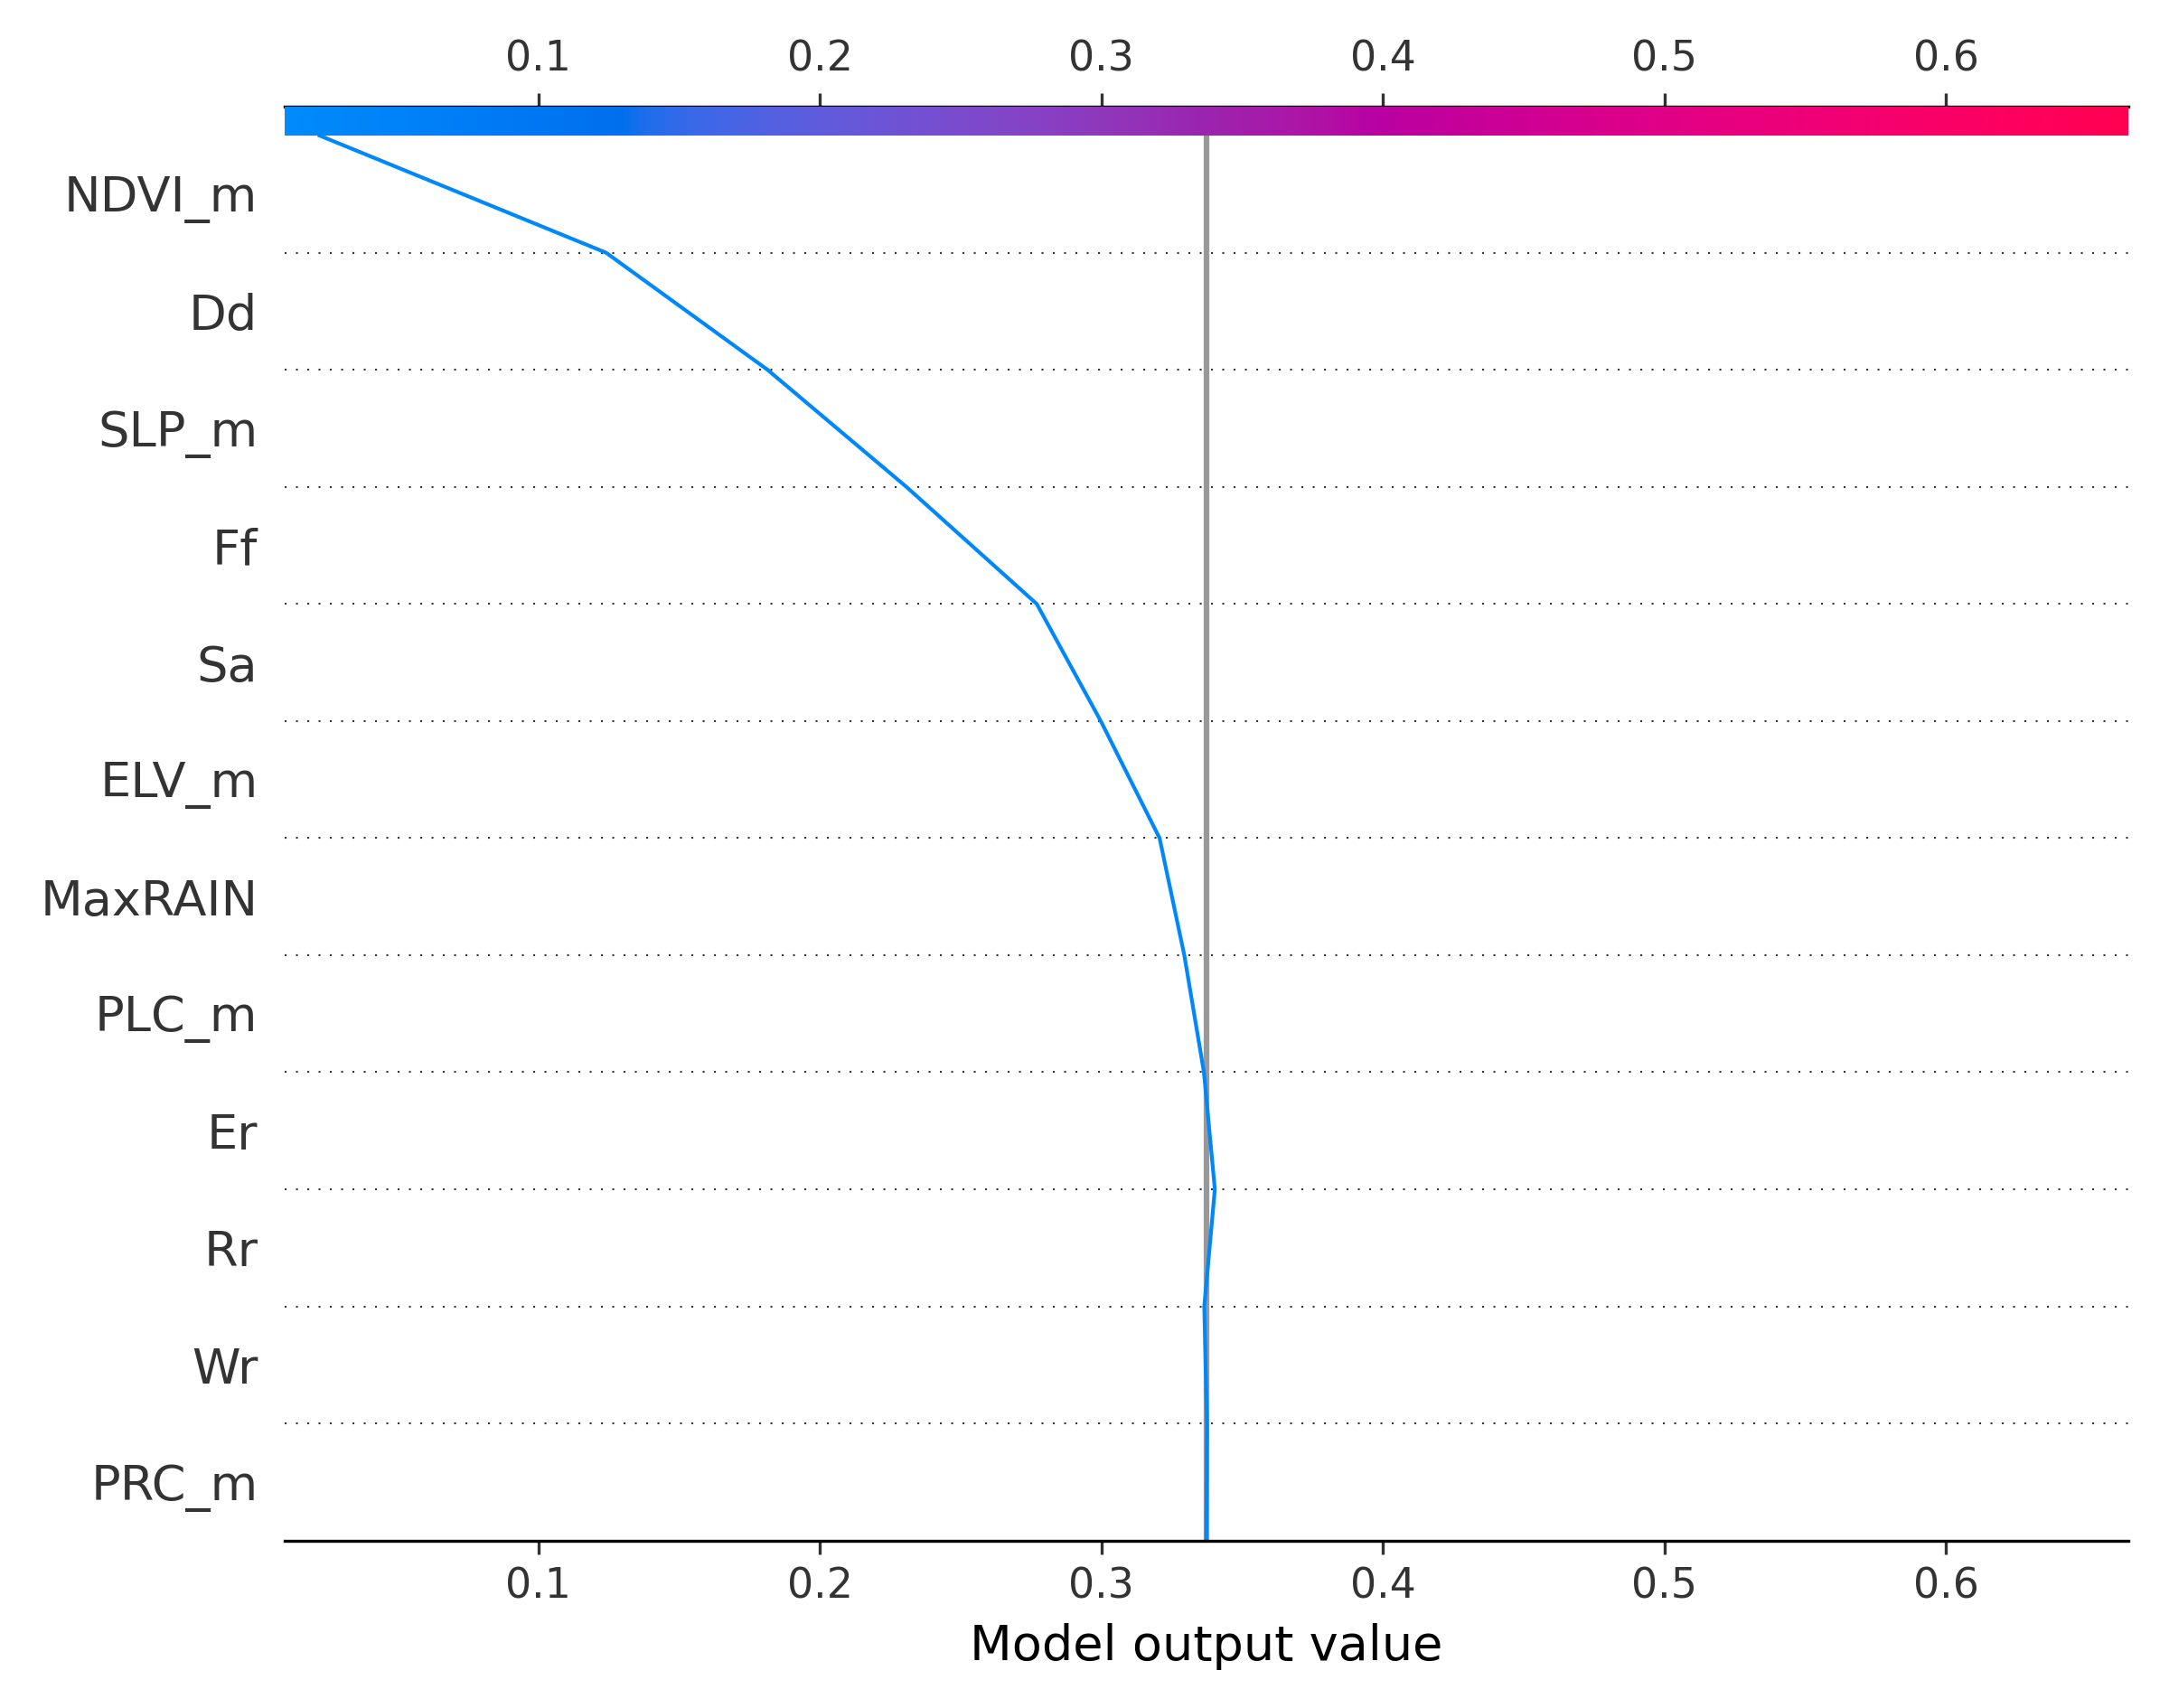 0.1 0.2 0.3 0.4 0.5 0.6
NDVI_m
Dd
SLP_m
Ff
Sa
ELV_m
MaxRAIN
PLC_m
Er
Rr
Wr
PRC_m
0.1 0.2 0.3 0.4 0.5 0.6
Model output value